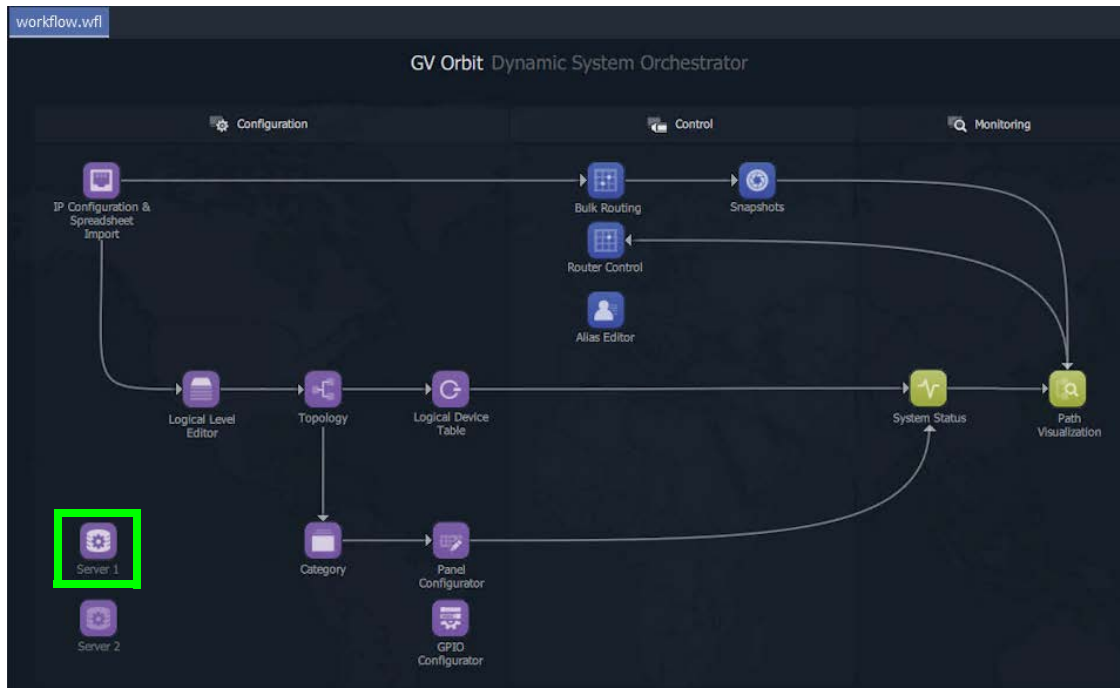 workflow.wfl
GV Orbit Dynamic System Orchestrator
Configuration
Control
Monitoring
IP Configuration &
Spreadsheet
Import
Bulk Routing
Snapshots
Router Control
Alias Editor
Logical Level
Editor
Topology
Logical Device
Table
System Status
Path
Visualization
Server 1
Category
Panel
Configurator
Server 2
GPIO
Configurator